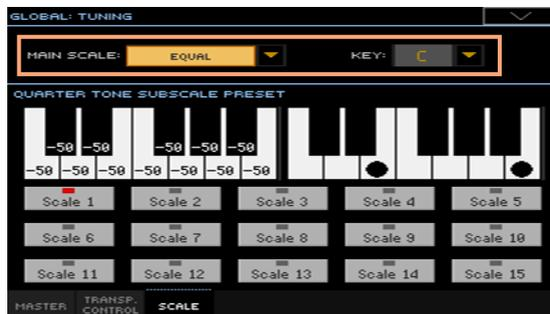 GLOBAL: TUNING
MAIN SCALE: EQUAL KEY: C
QUARTER TONE SUBSCALE PRESET
-50 -50 -50 -50 -50
-50 -50 -50 -50 -50 -50 -50
Scale 1 Scale 2 Scale 3 Scale 4 Scale 5
Scale 6 Scale 7 Scale 8 Scale 9 Scale 10
Scale 11 Scale 12 Scale 13 Scale 14 Scale 15
MASTER TRANSP. CONTROL SCALE